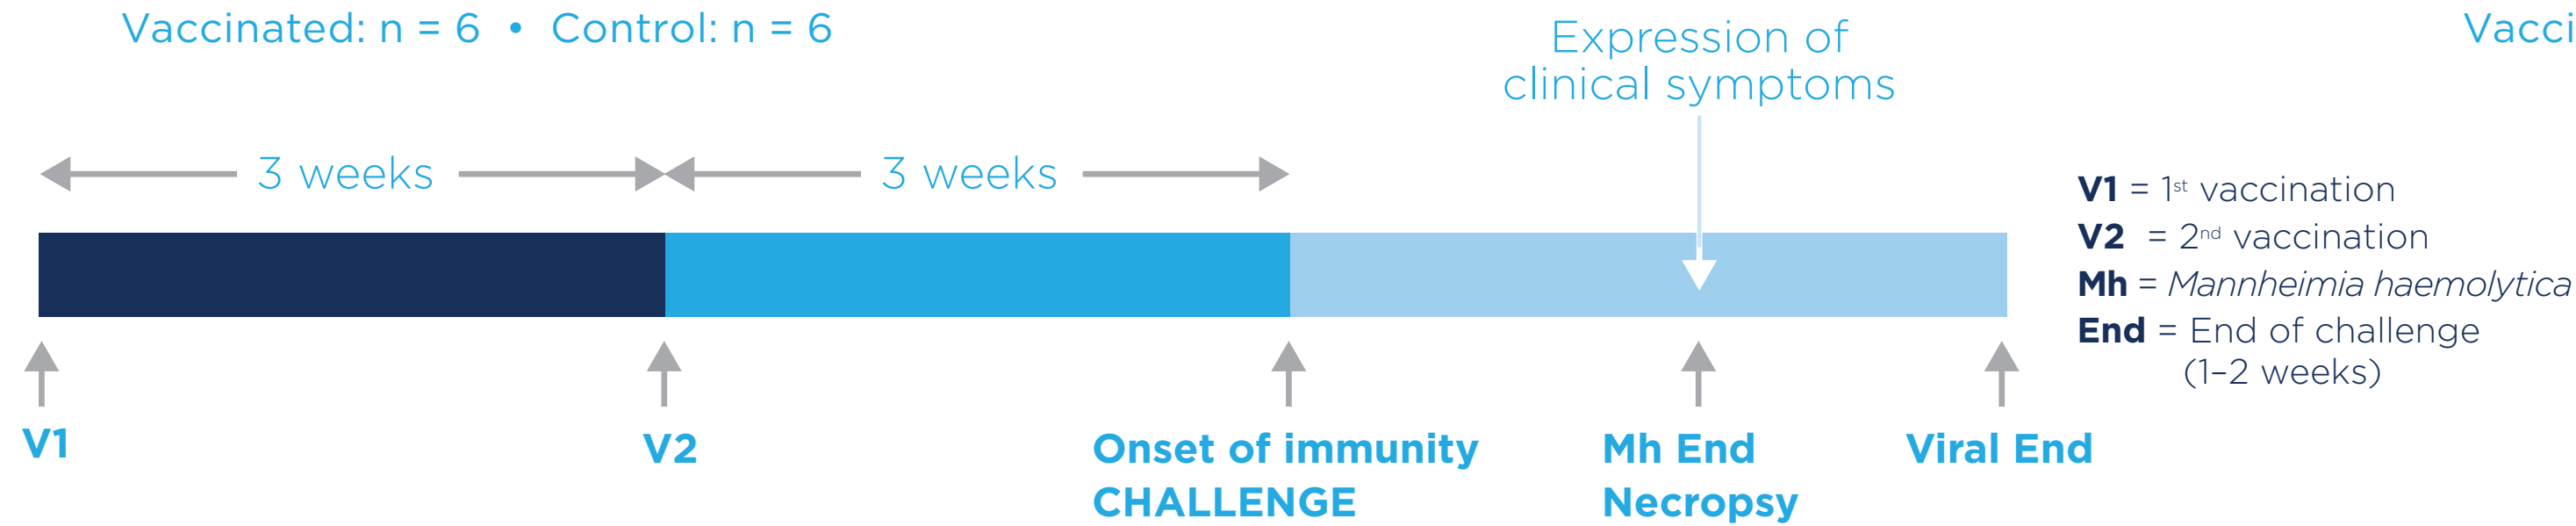 Vaccinated: n = 6 • Control: n = 6
Vacci
Expression of
clinical symptoms
3 weeks
3 weeks
V1 = 1st vaccination
V2 = 2nd vaccination
Mh = Mannheimia haemolytica
End = End of challenge
(1–2 weeks)
V1
V2
Onset of immunity
CHALLENGE
Mh End
Necropsy
Viral End